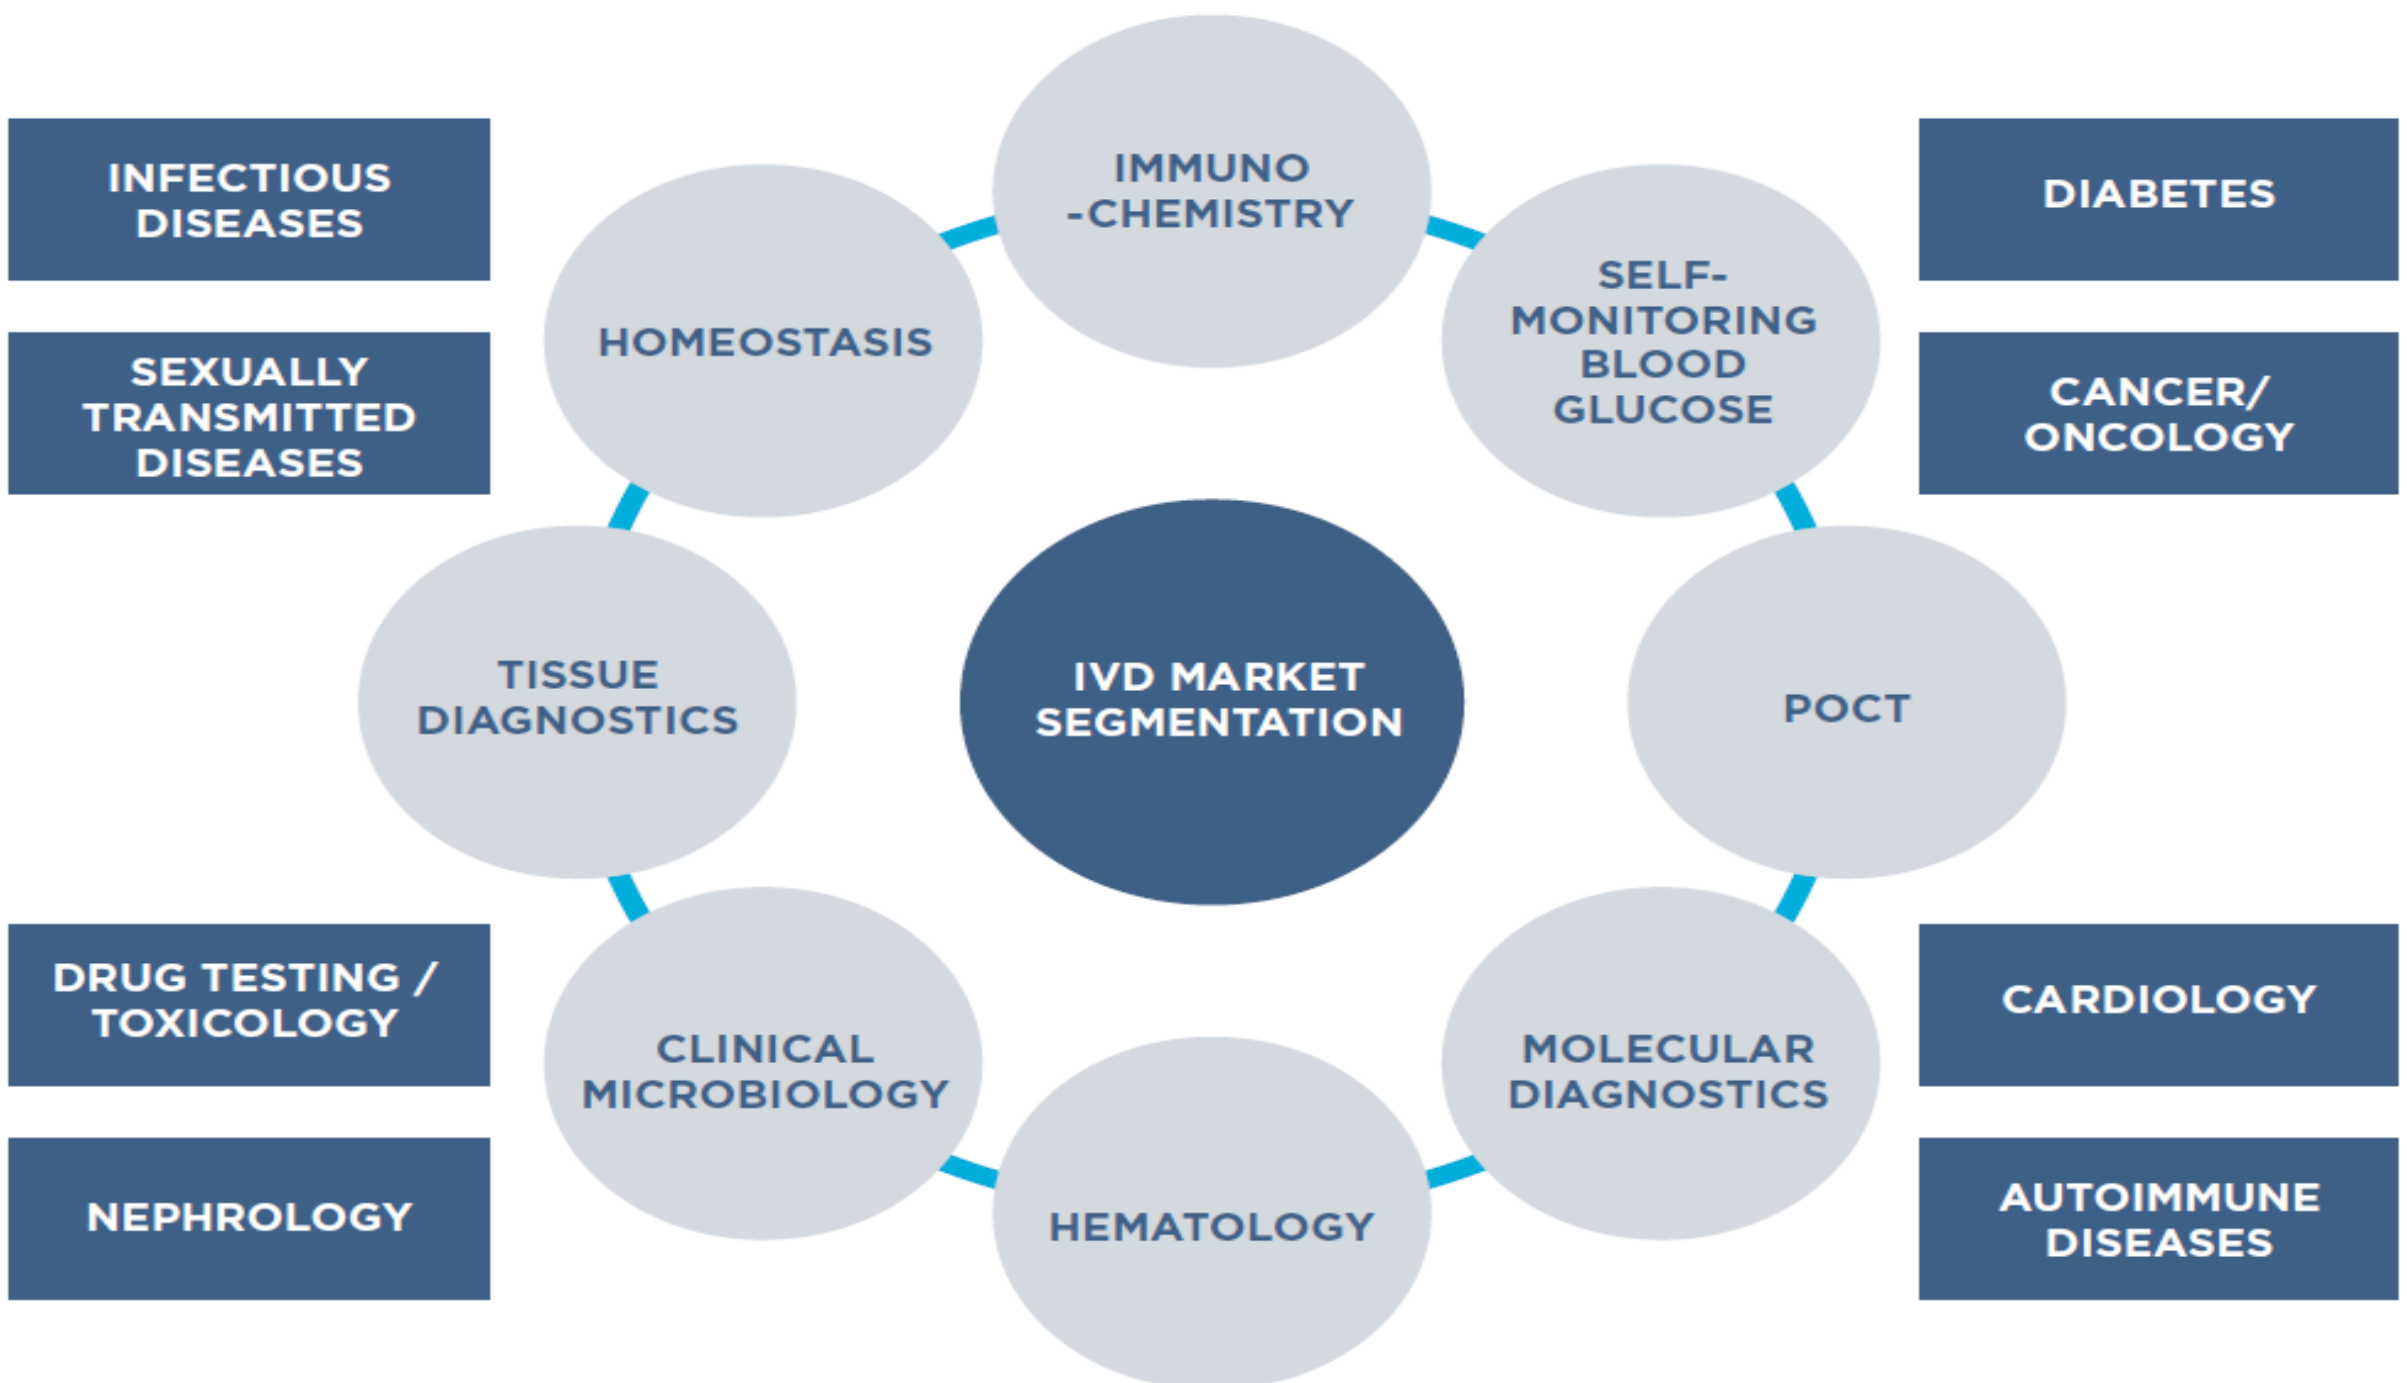 INFECTIOUS
DISEASES
SEXUALLY
TRANSMITTED
DISEASES
HOMEOSTASIS
IMMUNO
-CHEMISTRY
SELF-
MONITORING
BLOOD
GLUCOSE
DIABETES
CANCER/
ONCOLOGY
TISSUE
DIAGNOSTICS
IVD MARKET
SEGMENTATION
POCT
DRUG TESTING /
TOXICOLOGY
NEPHROLOGY
CLINICAL
MICROBIOLOGY
HEMATOLOGY
MOLECULAR
DIAGNOSTICS
CARDIOLOGY
AUTOIMMUNE
DISEASES